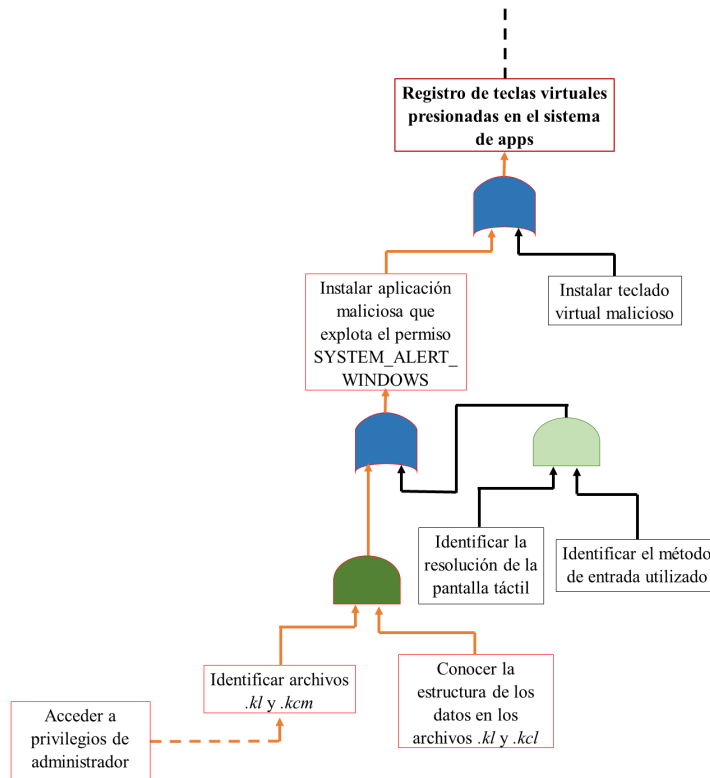 Registro de teclas virtuales
presionadas en el sistema
de apps
Instalar aplicación
maliciosa que
explota el permiso
SYSTEM_ALERT_
WINDOWS
Instalar teclado
virtual malicioso
Identificar la
resolución de la
pantalla táctil
Identificar el método
de entrada utilizado
Identificar archivos
.kl y .kcm
Conocer la
estructura de los
datos en los
archivos .kl y .kcl
Acceder a
privilegios de
administrador